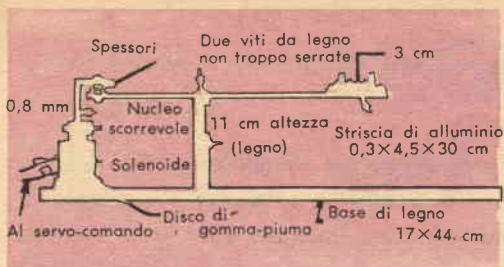 Spessori
Due viti da legno
non troppo serrate
3 cm
0,8 mm
Nucleo
scorrevole
11 cm altezza
(legno)
Striscia di alluminio
0,3×4,5×30 cm
Solenoide
Al servo-comando
Disco di
gomma-piuma
Base di legno
17×44. cm